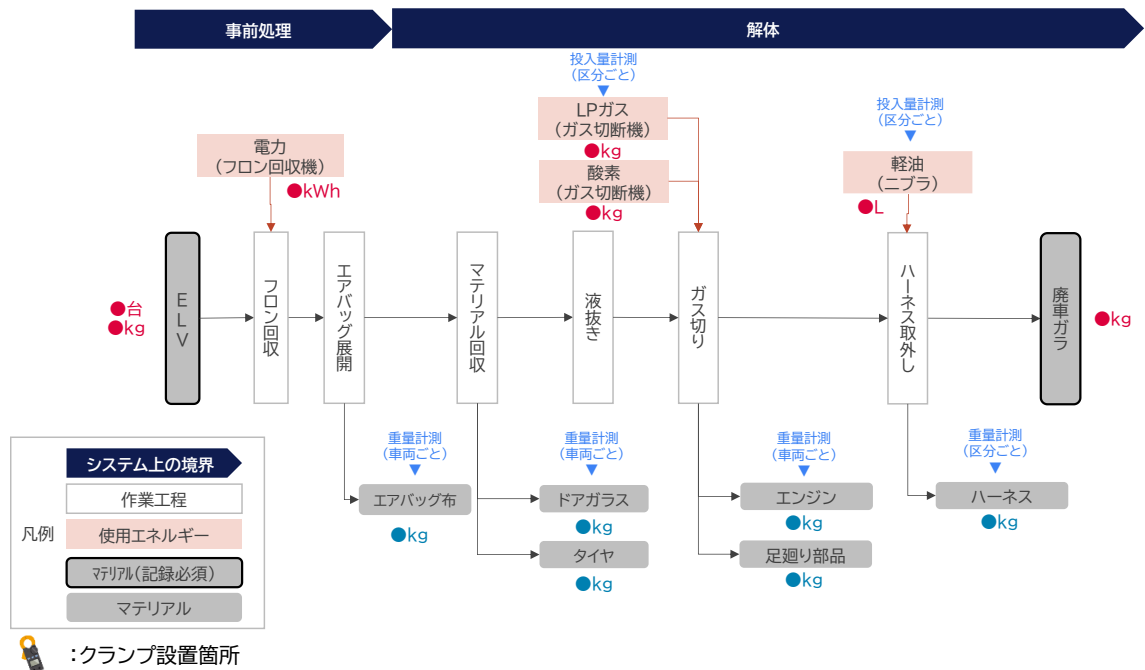 事前処理
解体
投入量計測
(区分ごと)
LPガス
(ガス切断機)
●kg
酸素
(ガス切断機)
●kg
投入量計測
(区分ごと)
軽油
(ニブラ)
●L
電力
(フロン回収機)
●kWh
●台
●kg
ELV
フロン回収
エアバッグ展開
マテリアル回収
液抜き
ガス切り
ハーネス取外し
廃車ガラ
●kg
重量計測
(車両ごと)
エアバッグ布
●kg
重量計測
(車両ごと)
ドアガラス
●kg
タイヤ
●kg
重量計測
(車両ごと)
エンジン
●kg
足廻り部品
●kg
重量計測
(区分ごと)
ハーネス
●kg
凡例
システム上の境界
作業工程
使用エネルギー
マテリアル(記録必須)
マテリアル
:クランプ設置箇所